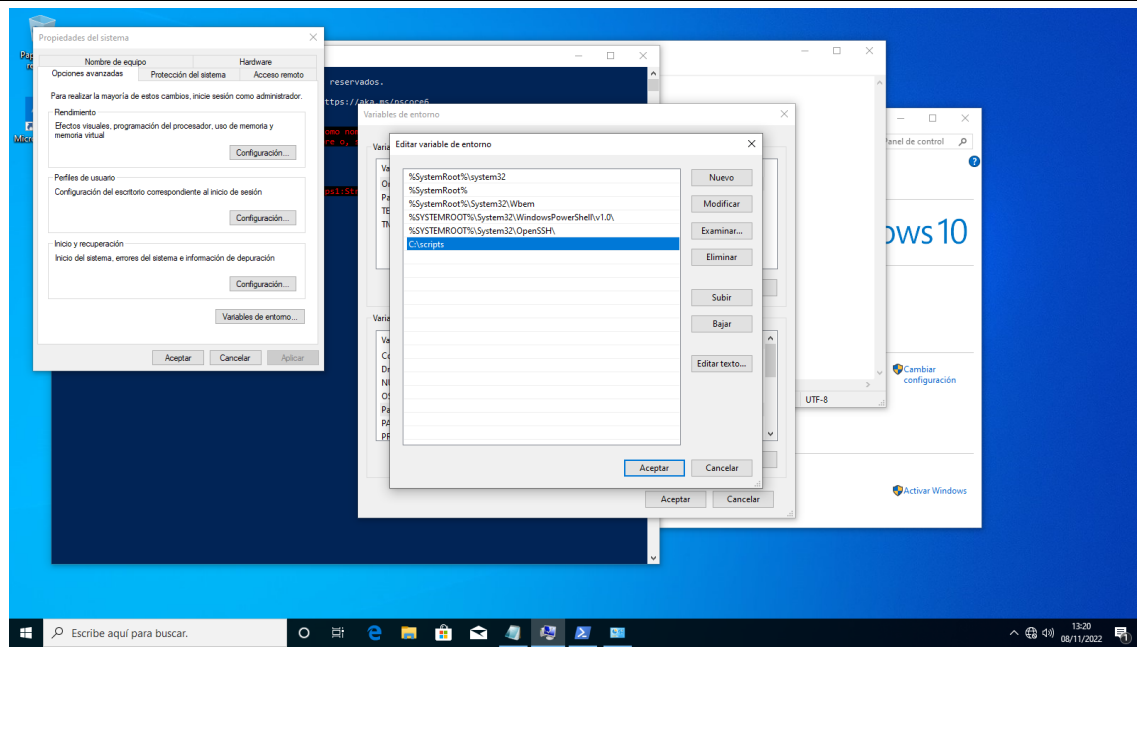 Propiedades del sistema
Nombre de equipo
Hardware
Opciones avanzadas
Protección del sistema
Acceso remoto
Para realizar la mayoría de estos cambios, inicie sesión como administrador.
Rendimiento
Efectos visuales, programación del procesador, uso de memoria y
memoria virtual
Configuración...
Perfiles de usuario
Configuración del escritorio correspondiente al inicio de sesión
Configuración...
Inicio y recuperación
Inicio del sistema, errores del sistema e información de depuración
Configuración...
Variables de entorno...
Aceptar
Cancelar
Aplicar
reservados.
ttps://aka.ms/pscore6
Variables de entorno
Editar variable de entorno
%SystemRoot%\system32
%SystemRoot%
%SystemRoot%\System32\Wbem
%SYSTEMROOT%\System32\WindowsPowerShell\v1.0\
%SYSTEMROOT%\System32\OpenSSH\
C:\scripts
Nuevo
Modificar
Examinar...
Eliminar
Subir
Bajar
Editar texto...
Aceptar
Cancelar
Aceptar
Cancelar
UTF-8
Panel de control
ows 10
Cambiar
configuración
Activar Windows
Escribe aquí para buscar.
13:20
08/11/2022
1